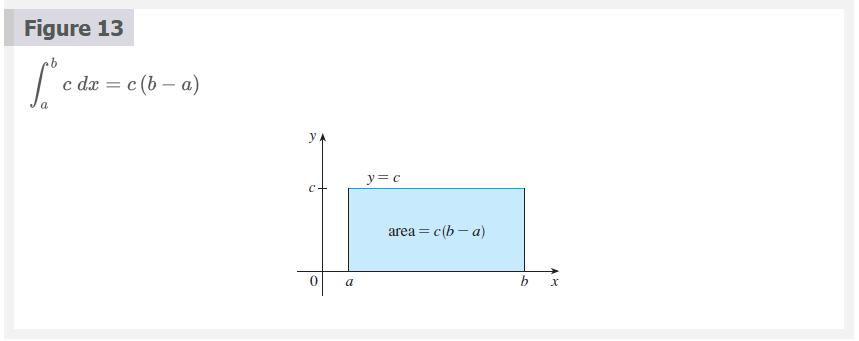 Figure 13
∫_a^b c dx = c (b − a)
y
y = c
c
area = c(b − a)
0 a b x